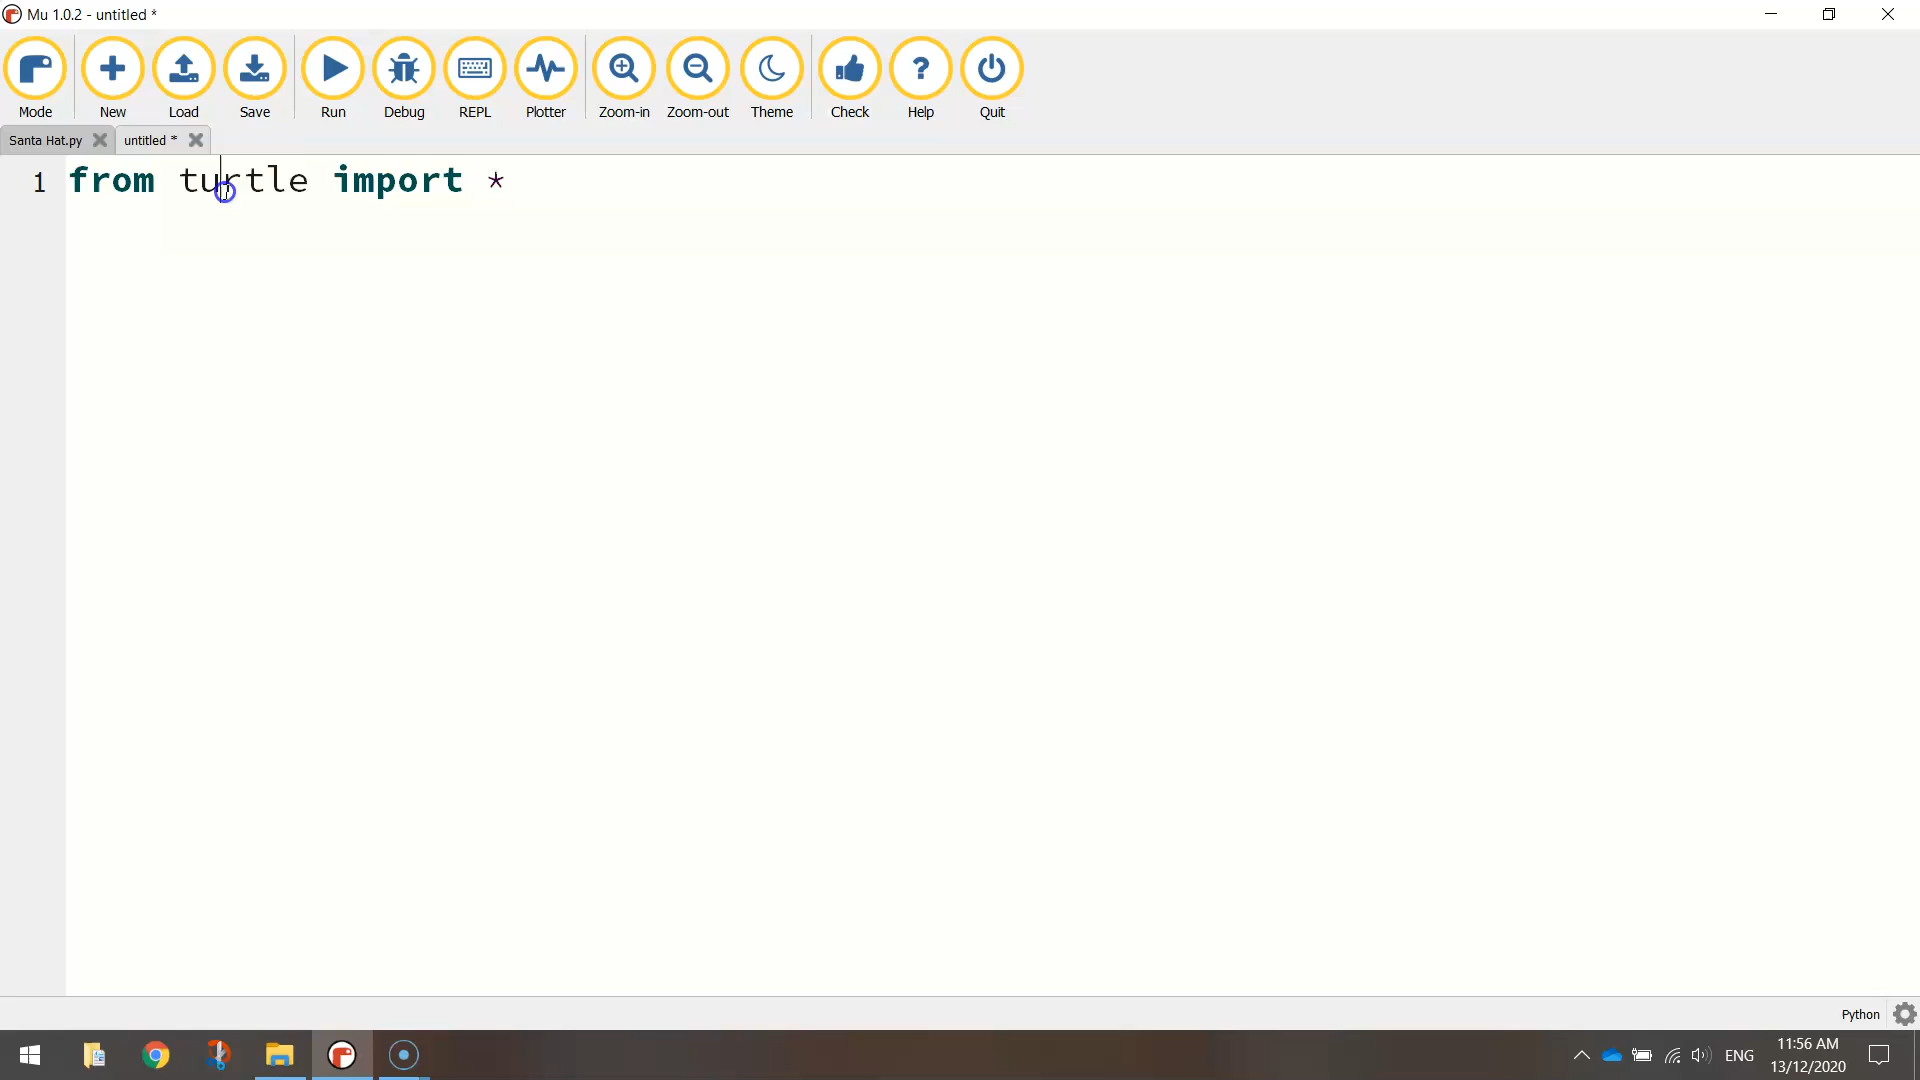 Mu 1.0.2 - untitled *
Mode New Load Save Run Debug REPL Plotter Zoom-in Zoom-out Theme Check Help Quit
Santa Hat.py untitled *
1 from turtle import *
Python
ENG 11:56 AM
13/12/2020